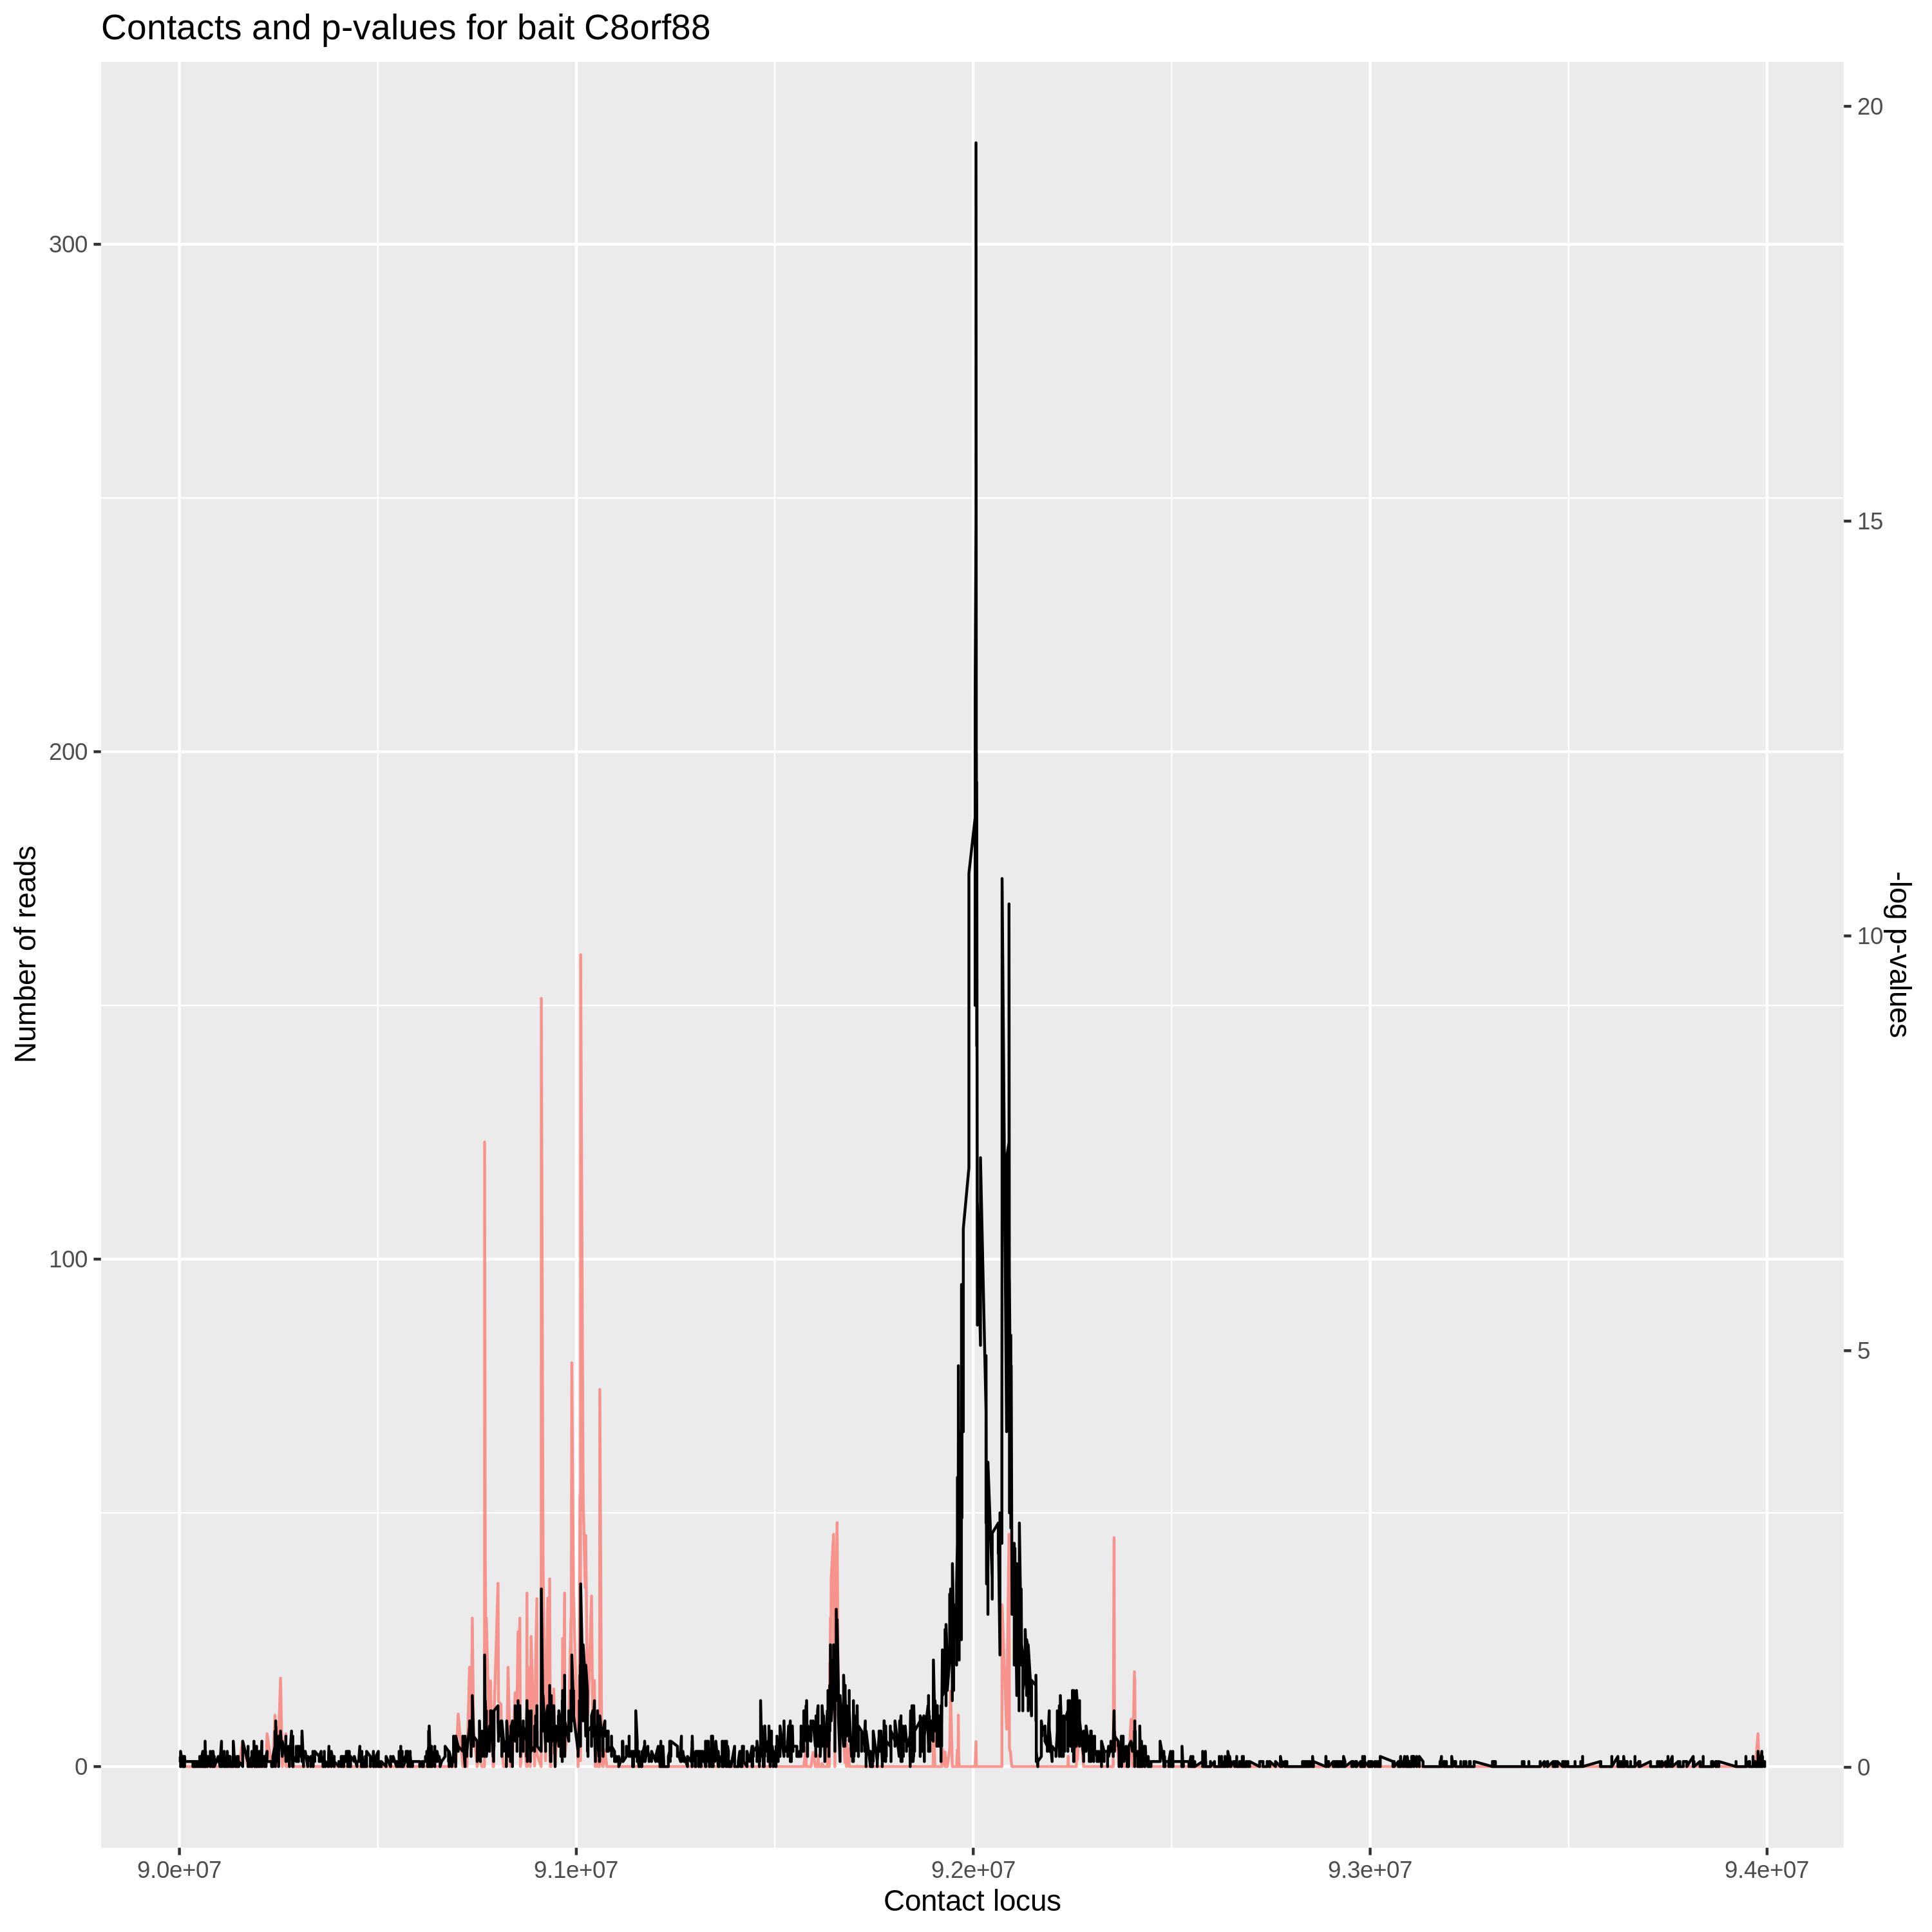 Contacts and p-values for bait C8orf88
20
300
15
200
10
Number of reads
-log p-values
100
5
0
0
9.0e+07 9.1e+07 9.2e+07 9.3e+07 9.4e+07
Contact locus